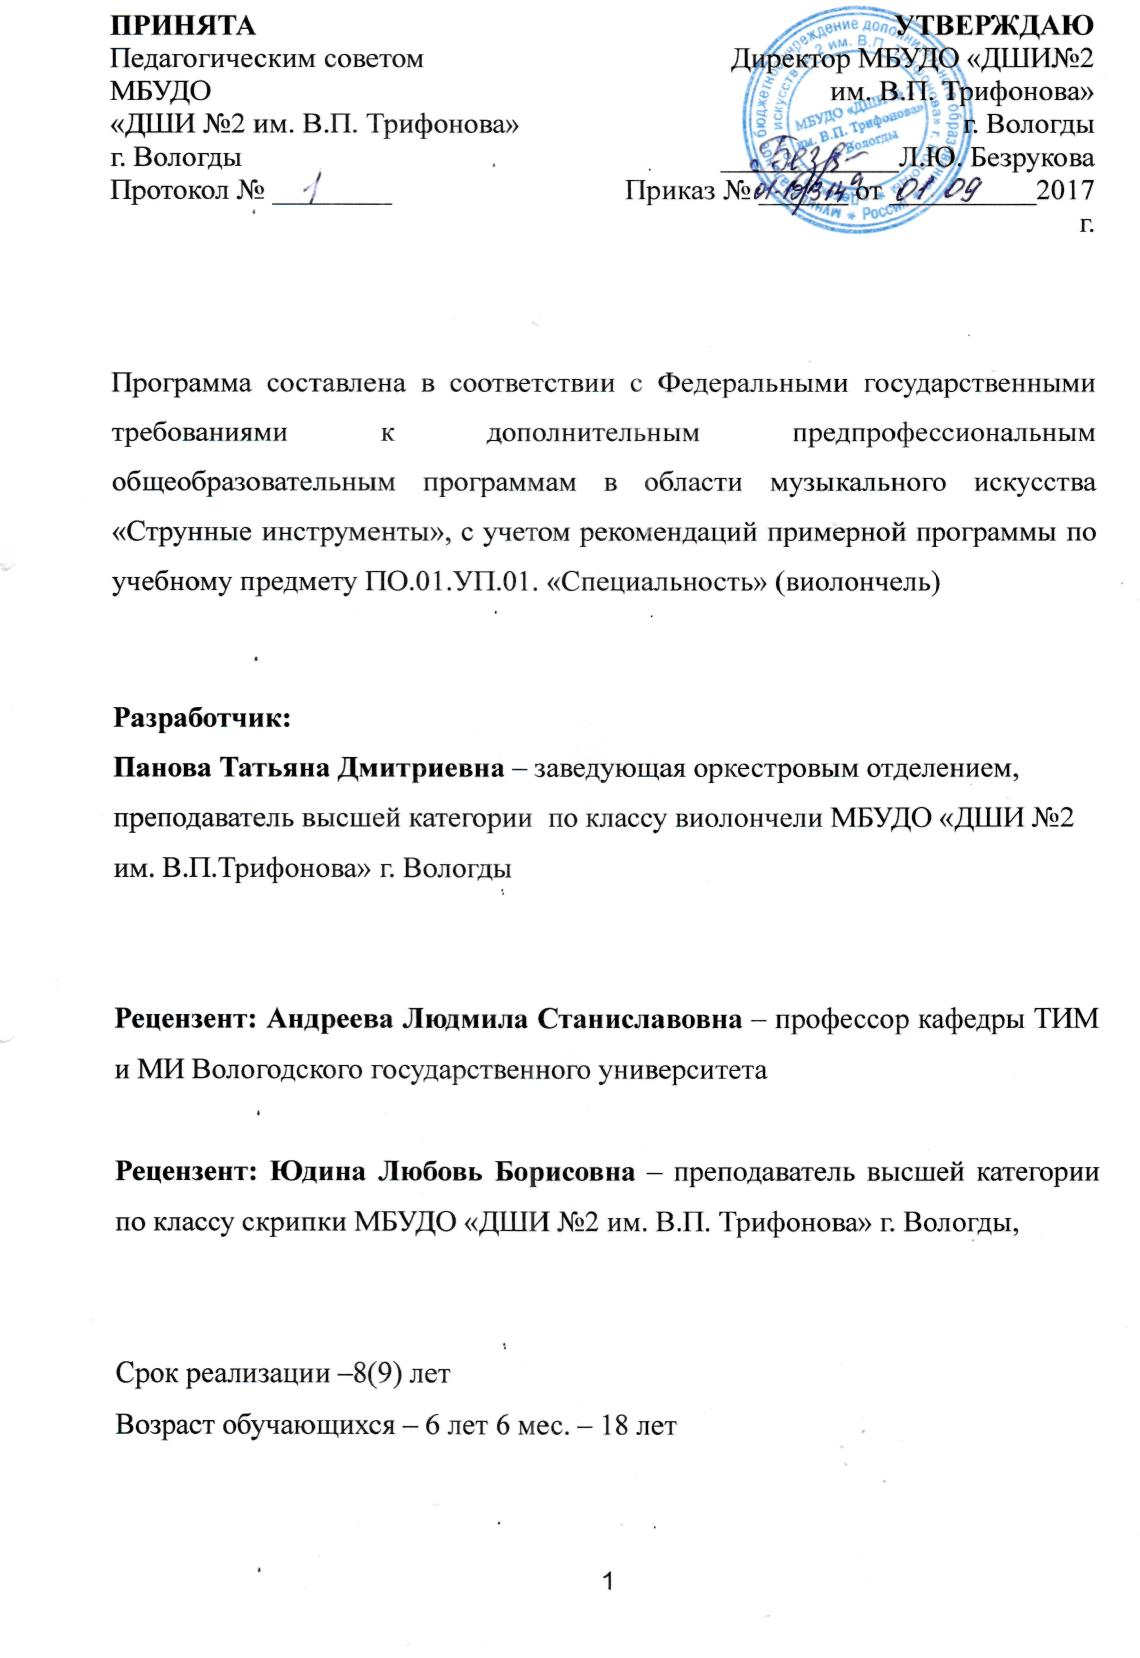 ПРИНЯТА
Педагогическим советом
МБУДО
«ДШИ №2 им. В.П. Трифонова»
г. Вологды
Протокол № 1
УТВЕРЖДАЮ
Директор МБУДО «ДШИ№2
им. В.П. Трифонова»
г. Вологды
Л.Ю. Безрукова
Приказ № от 01 09 2017
г.
МБУДО «ДШИ №2
им. В.П. Трифонова»
г. Вологды
Программа составлена в соответствии с Федеральными государственными
требованиями к дополнительным предпрофессиональным
общеобразовательным программам в области музыкального искусства
«Струнные инструменты», с учетом рекомендаций примерной программы по
учебному предмету ПО.01.УП.01. «Специальность» (виолончель)
Разработчик:
Панова Татьяна Дмитриевна – заведующая оркестровым отделением,
преподаватель высшей категории по классу виолончели МБУДО «ДШИ №2
им. В.П.Трифонова» г. Вологды
Рецензент: Андреева Людмила Станиславовна – профессор кафедры ТИМ
и МИ Вологодского государственного университета
Рецензент: Юдина Любовь Борисовна – преподаватель высшей категории
по классу скрипки МБУДО «ДШИ №2 им. В.П. Трифонова» г. Вологды,
Срок реализации –8(9) лет
Возраст обучающихся – 6 лет 6 мес. – 18 лет
1